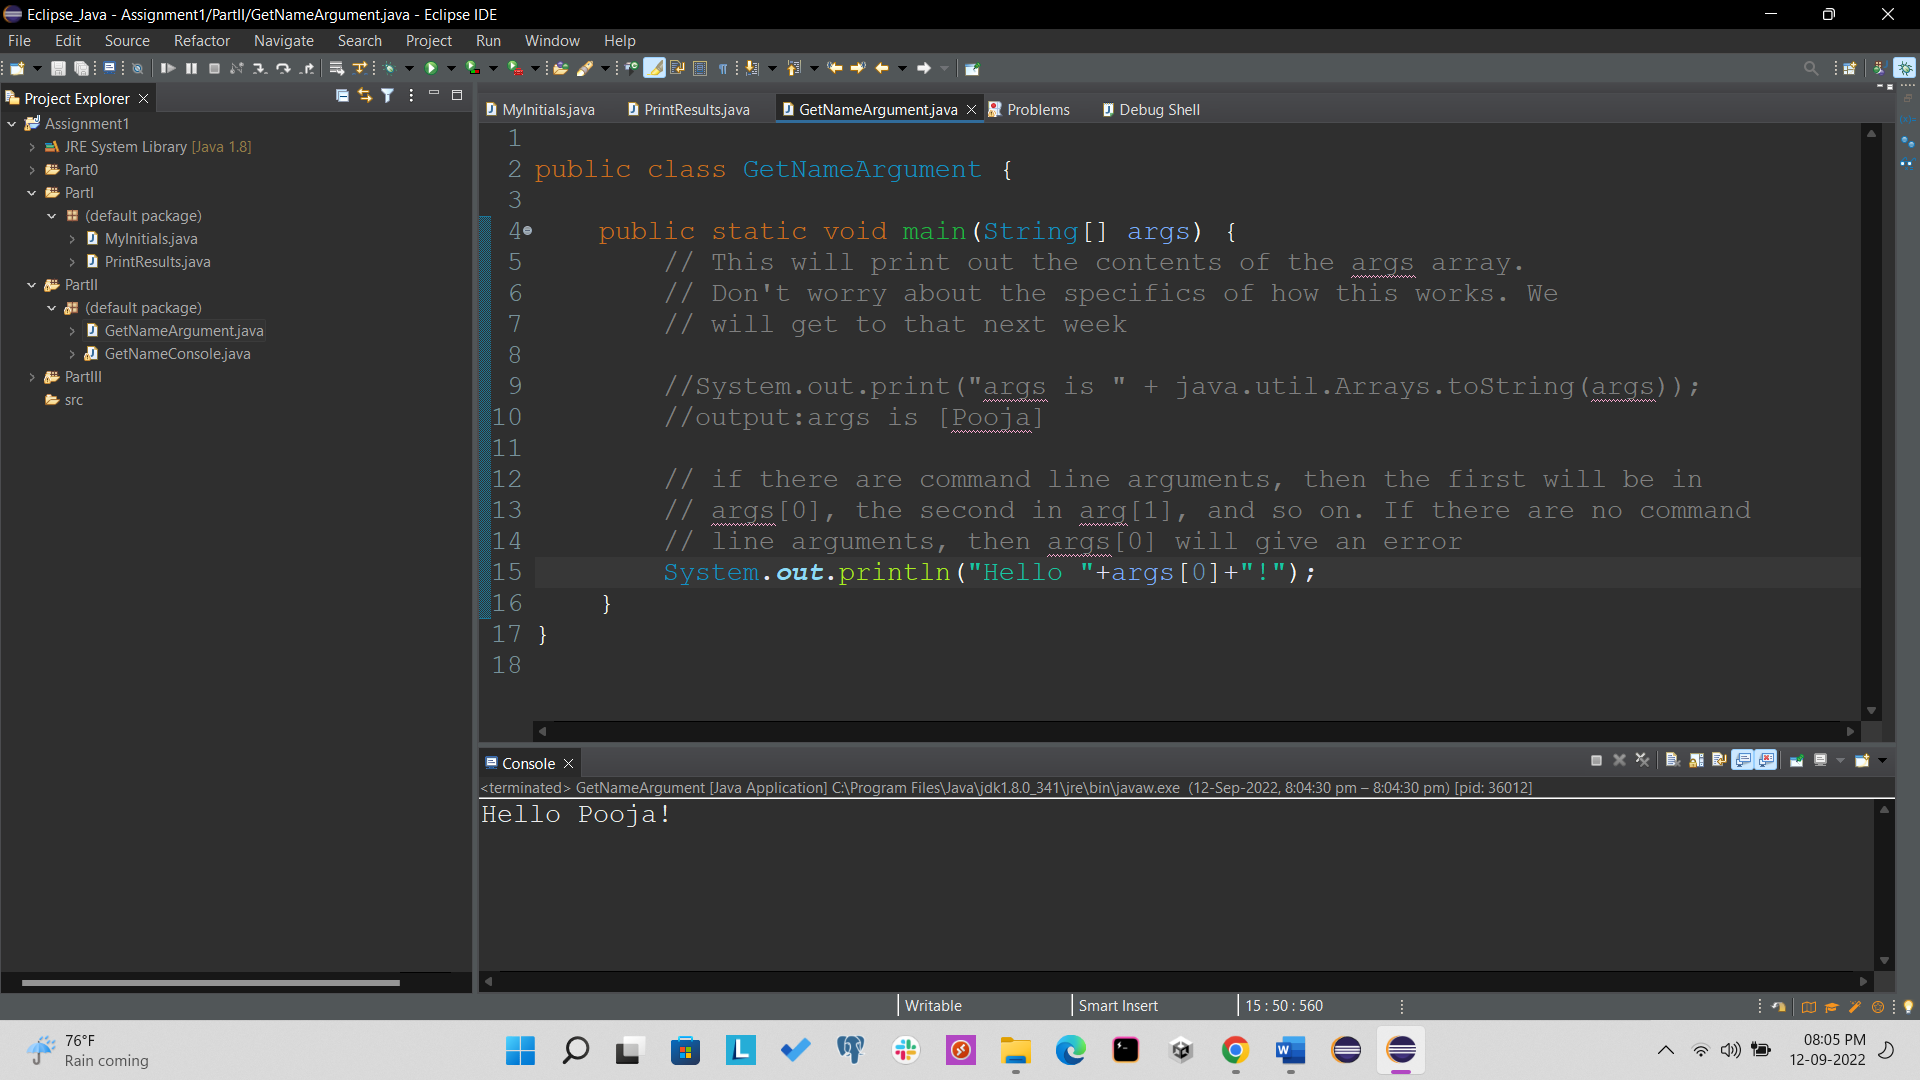 Eclipse_Java - Assignment1/PartII/GetNameArgument.java - Eclipse IDE
File Edit Source Refactor Navigate Search Project Run Window Help
Project Explorer
Assignment1
JRE System Library [Java 1.8]
Part0
PartI
(default package)
MyInitials.java
PrintResults.java
PartII
(default package)
GetNameArgument.java
GetNameConsole.java
PartIII
src
MyInitials.java PrintResults.java GetNameArgument.java Problems Debug Shell
1
2 public class GetNameArgument {
3
4 public static void main(String[] args) {
5 // This will print out the contents of the args array.
6 // Don't worry about the specifics of how this works. We
7 // will get to that next week
8
9 //System.out.print("args is " + java.util.Arrays.toString(args));
10 //output:args is [Pooja]
11
12 // if there are command line arguments, then the first will be in
13 // args[0], the second in arg[1], and so on. If there are no command
14 // line arguments, then args[0] will give an error
15 System.out.println("Hello "+args[0]+"!");
16 }
17 }
18
Console
<terminated> GetNameArgument [Java Application] C:\Program Files\Java\jdk1.8.0_341\jre\bin\javaw.exe (12-Sep-2022, 8:04:30 pm – 8:04:30 pm) [pid: 36012]
Hello Pooja!
Writable Smart Insert 15 : 50 : 560
76°F
Rain coming
08:05 PM
12-09-2022